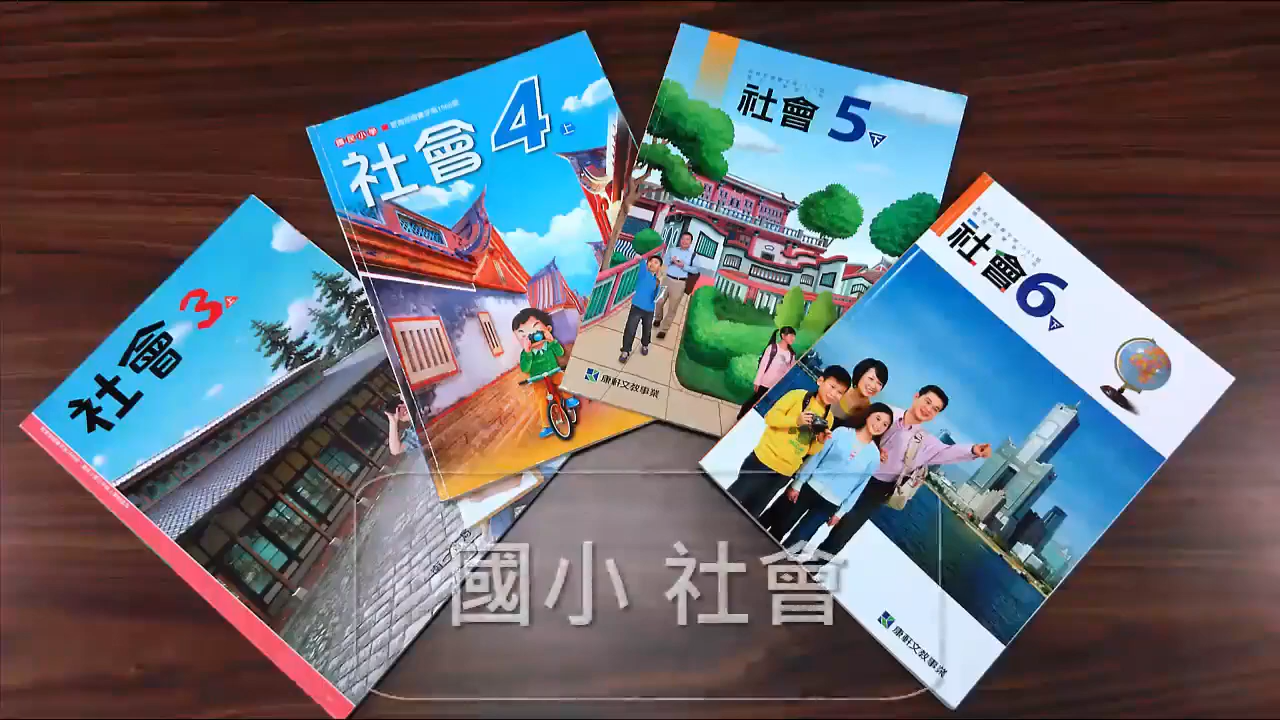 社會 3 上
國民小學
社會 4 上
社會 5 下
康軒文教事業
社會 6 下
康軒文教事業
國小 社會